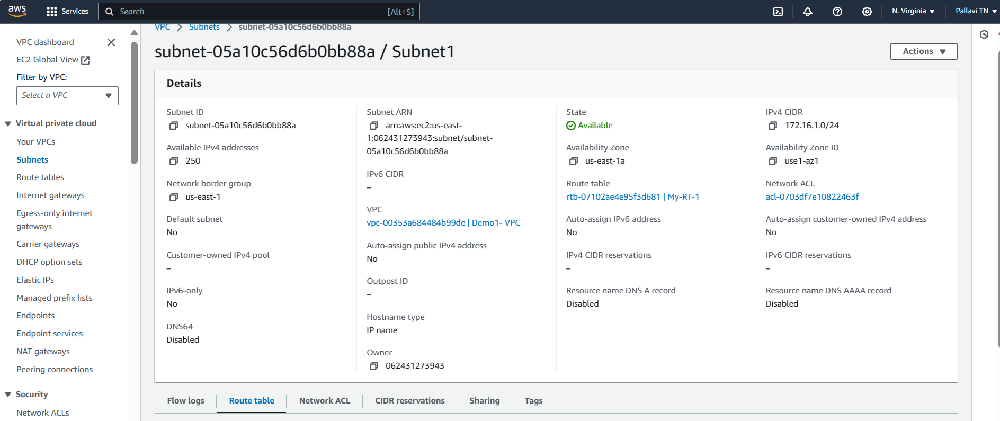 aws
Services
Search
[Alt+S]
N. Virginia
Pallavi TN
VPC dashboard
EC2 Global View
Filter by VPC:
Select a VPC
Virtual private cloud
Your VPCs
Subnets
Route tables
Internet gateways
Egress-only internet
gateways
Carrier gateways
DHCP option sets
Elastic IPs
Managed prefix lists
Endpoints
Endpoint services
NAT gateways
Peering connections
Security
Network ACLs
VPC
Subnets
subnet-05a10c56d6b0bb88a
subnet-05a10c56d6b0bb88a / Subnet1
Actions
Details
Subnet ID
subnet-05a10c56d6b0bb88a
Available IPv4 addresses
250
Network border group
us-east-1
Default subnet
No
Customer-owned IPv4 pool
–
IPv6-only
No
DNS64
Disabled
Subnet ARN
arn:aws:ec2:us-east-
1:062431273943:subnet/subnet-
05a10c56d6b0bb88a
IPv6 CIDR
–
VPC
vpc-00353a684484b99de | Demo1- VPC
Auto-assign public IPv4 address
No
Outpost ID
–
Hostname type
IP name
Owner
062431273943
State
Available
Availability Zone
us-east-1a
Route table
rtb-07102ae4e95f3d681 | My-RT-1
Auto-assign IPv6 address
No
IPv4 CIDR reservations
–
Resource name DNS A record
Disabled
IPv4 CIDR
172.16.1.0/24
Availability Zone ID
use1-az1
Network ACL
acl-0703df7e10822463f
Auto-assign customer-owned IPv4 address
No
IPv6 CIDR reservations
–
Resource name DNS AAAA record
Disabled
Flow logs
Route table
Network ACL
CIDR reservations
Sharing
Tags